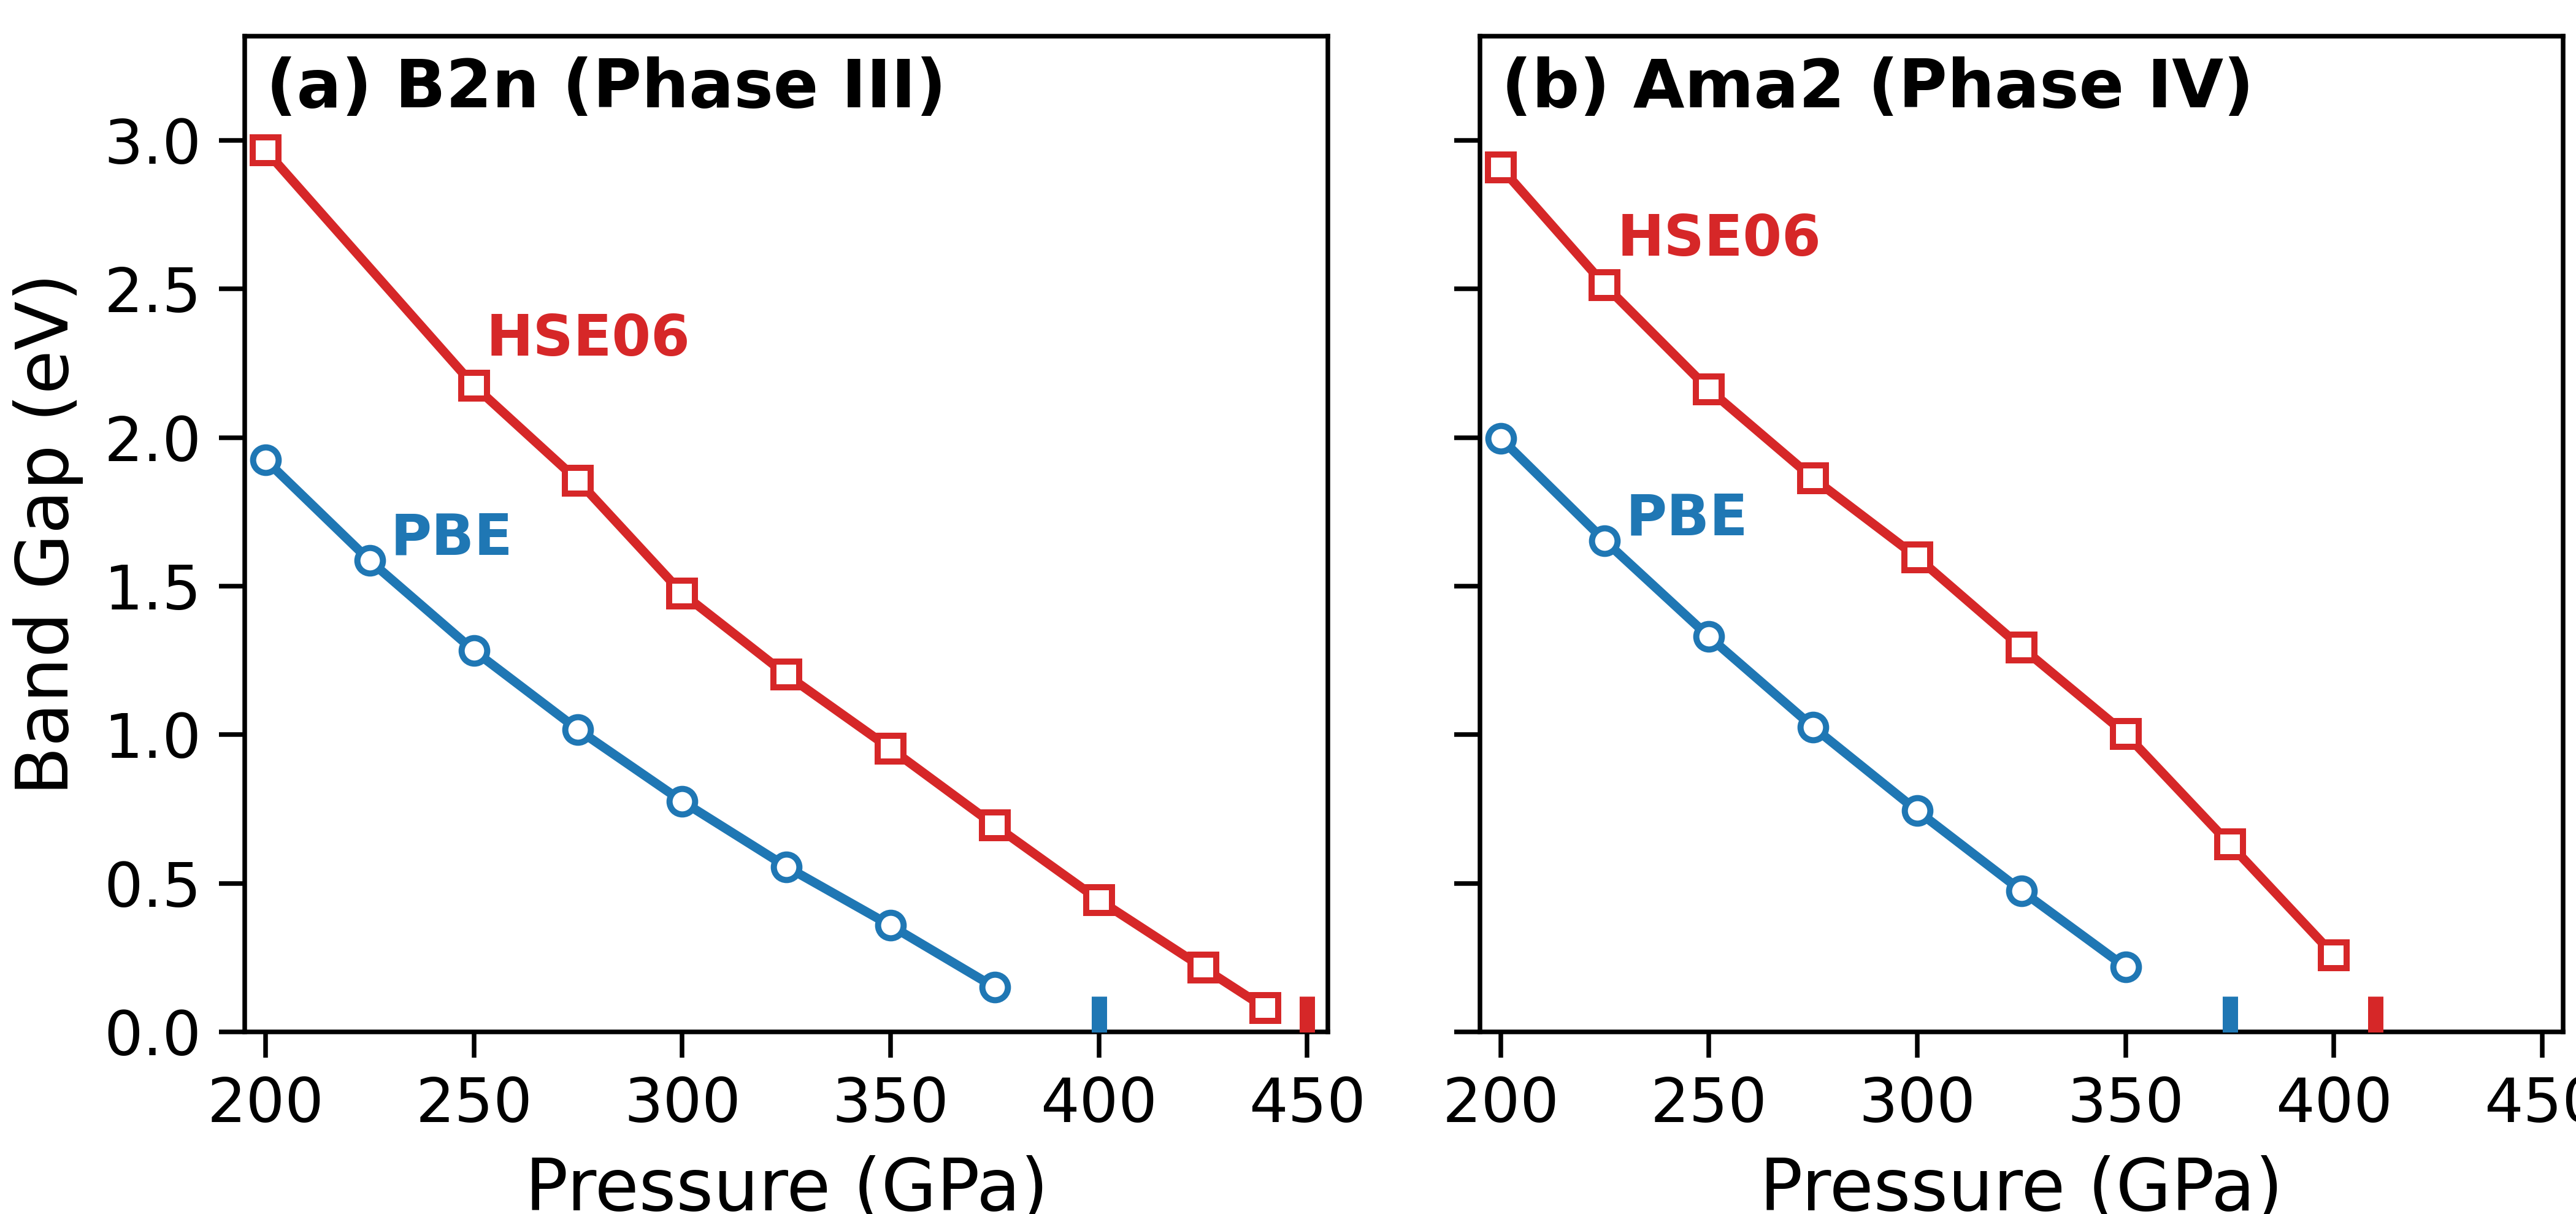 (a) B2n (Phase III)
(b) Ama2 (Phase IV)
Band Gap (eV)
3.0
2.5
2.0
1.5
1.0
0.5
0.0
HSE06
PBE
HSE06
PBE
200 250 300 350 400 450
200 250 300 350 400 450
Pressure (GPa)
Pressure (GPa)